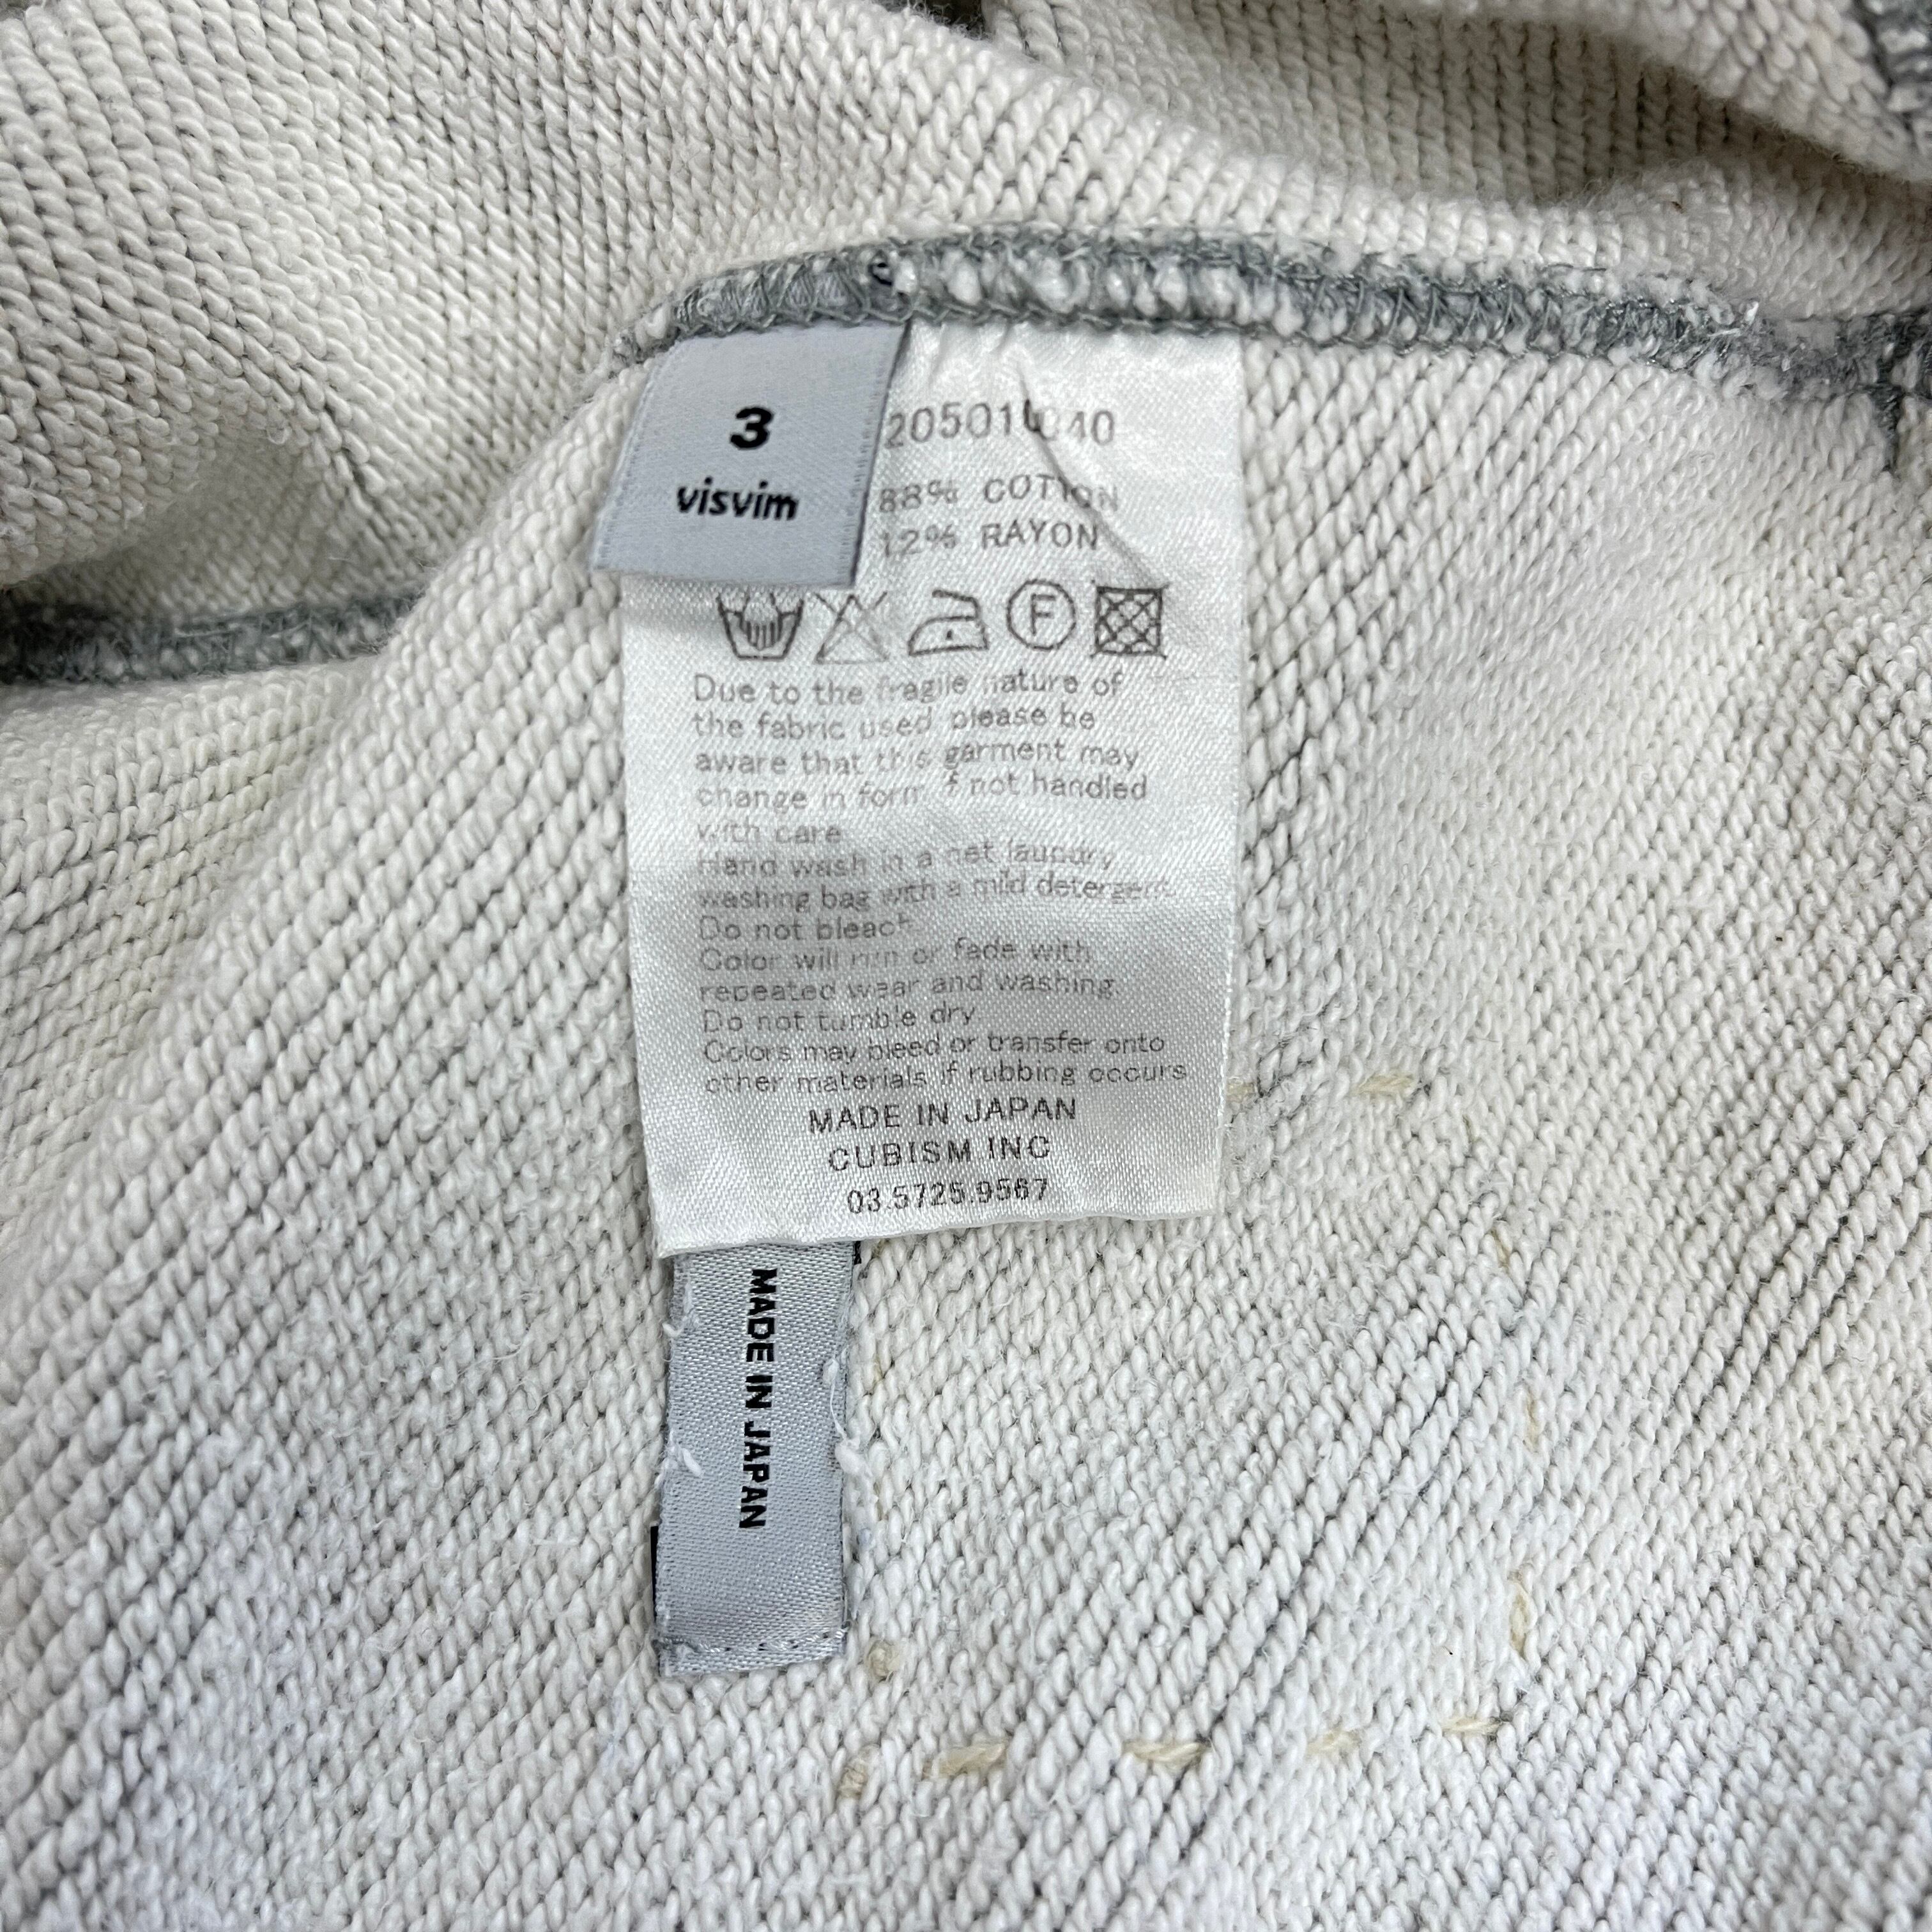 3
visvim
88% COTTON
12% RAYON
F
Due to the fragile nature of
the fabric used please be
aware that this garment may
change in form if not handled
with care
Hand wash in a net laundry
washing bag with a mild detergent.
Do not bleach
Color will run or fade with
repeated wear and washing.
Do not tumble dry
Colors may bleed or transfer onto
other materials if rubbing occurs
MADE IN JAPAN
CUBISM INC
03.5725.9567
MADE IN JAPAN